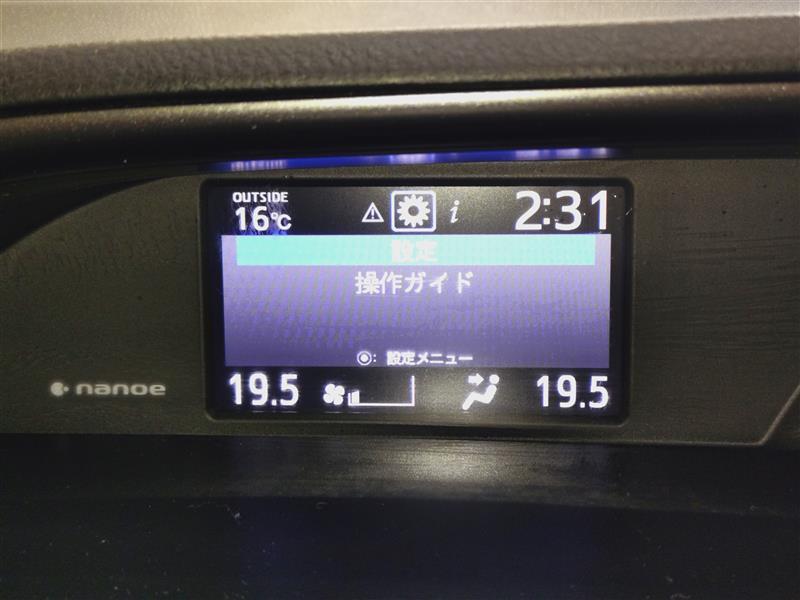 OUTSIDE
16℃
i
2:31
設定
操作ガイド
: 設定メニュー
19.5
19.5
nanoe